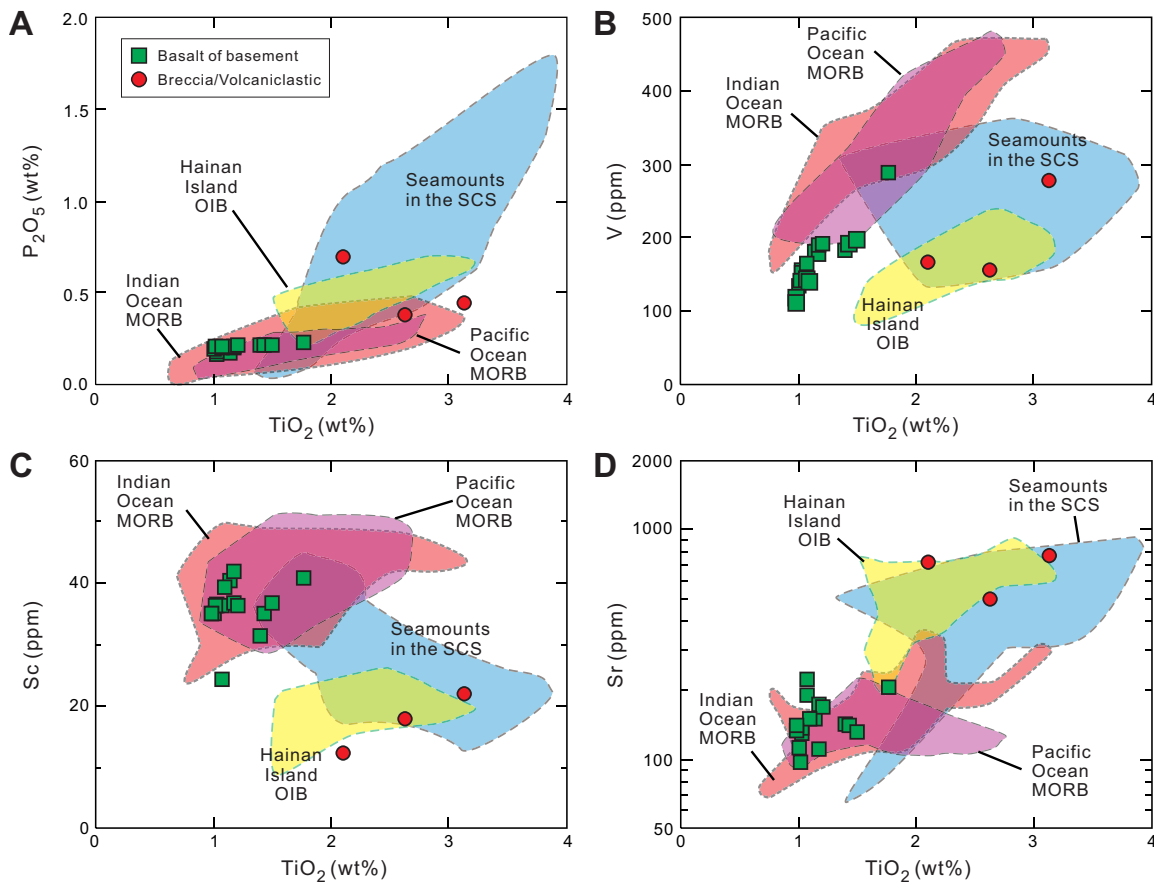 A
2.0
1.5
1.0
0.5
0.0
P2O5 (wt%)
Basalt of basement
Breccia/Volcaniclastic
Hainan
Island
OIB
Seamounts
in the SCS
Indian
Ocean
MORB
Pacific
Ocean
MORB
0 1 2 3 4
TiO2 (wt%)
B
500
400
300
200
100
0
V (ppm)
Pacific
Ocean
MORB
Indian
Ocean
MORB
Seamounts
in the SCS
Hainan
Island
OIB
0 1 2 3 4
TiO2 (wt%)
C
60
40
20
0
Sc (ppm)
Indian
Ocean
MORB
Pacific
Ocean
MORB
Seamounts
in the SCS
Hainan
Island
OIB
0 1 2 3 4
TiO2 (wt%)
D
2000
1000
100
50
Sr (ppm)
Seamounts
in the SCS
Hainan
Island
OIB
Indian
Ocean
MORB
Pacific
Ocean
MORB
0 1 2 3 4
TiO2 (wt%)